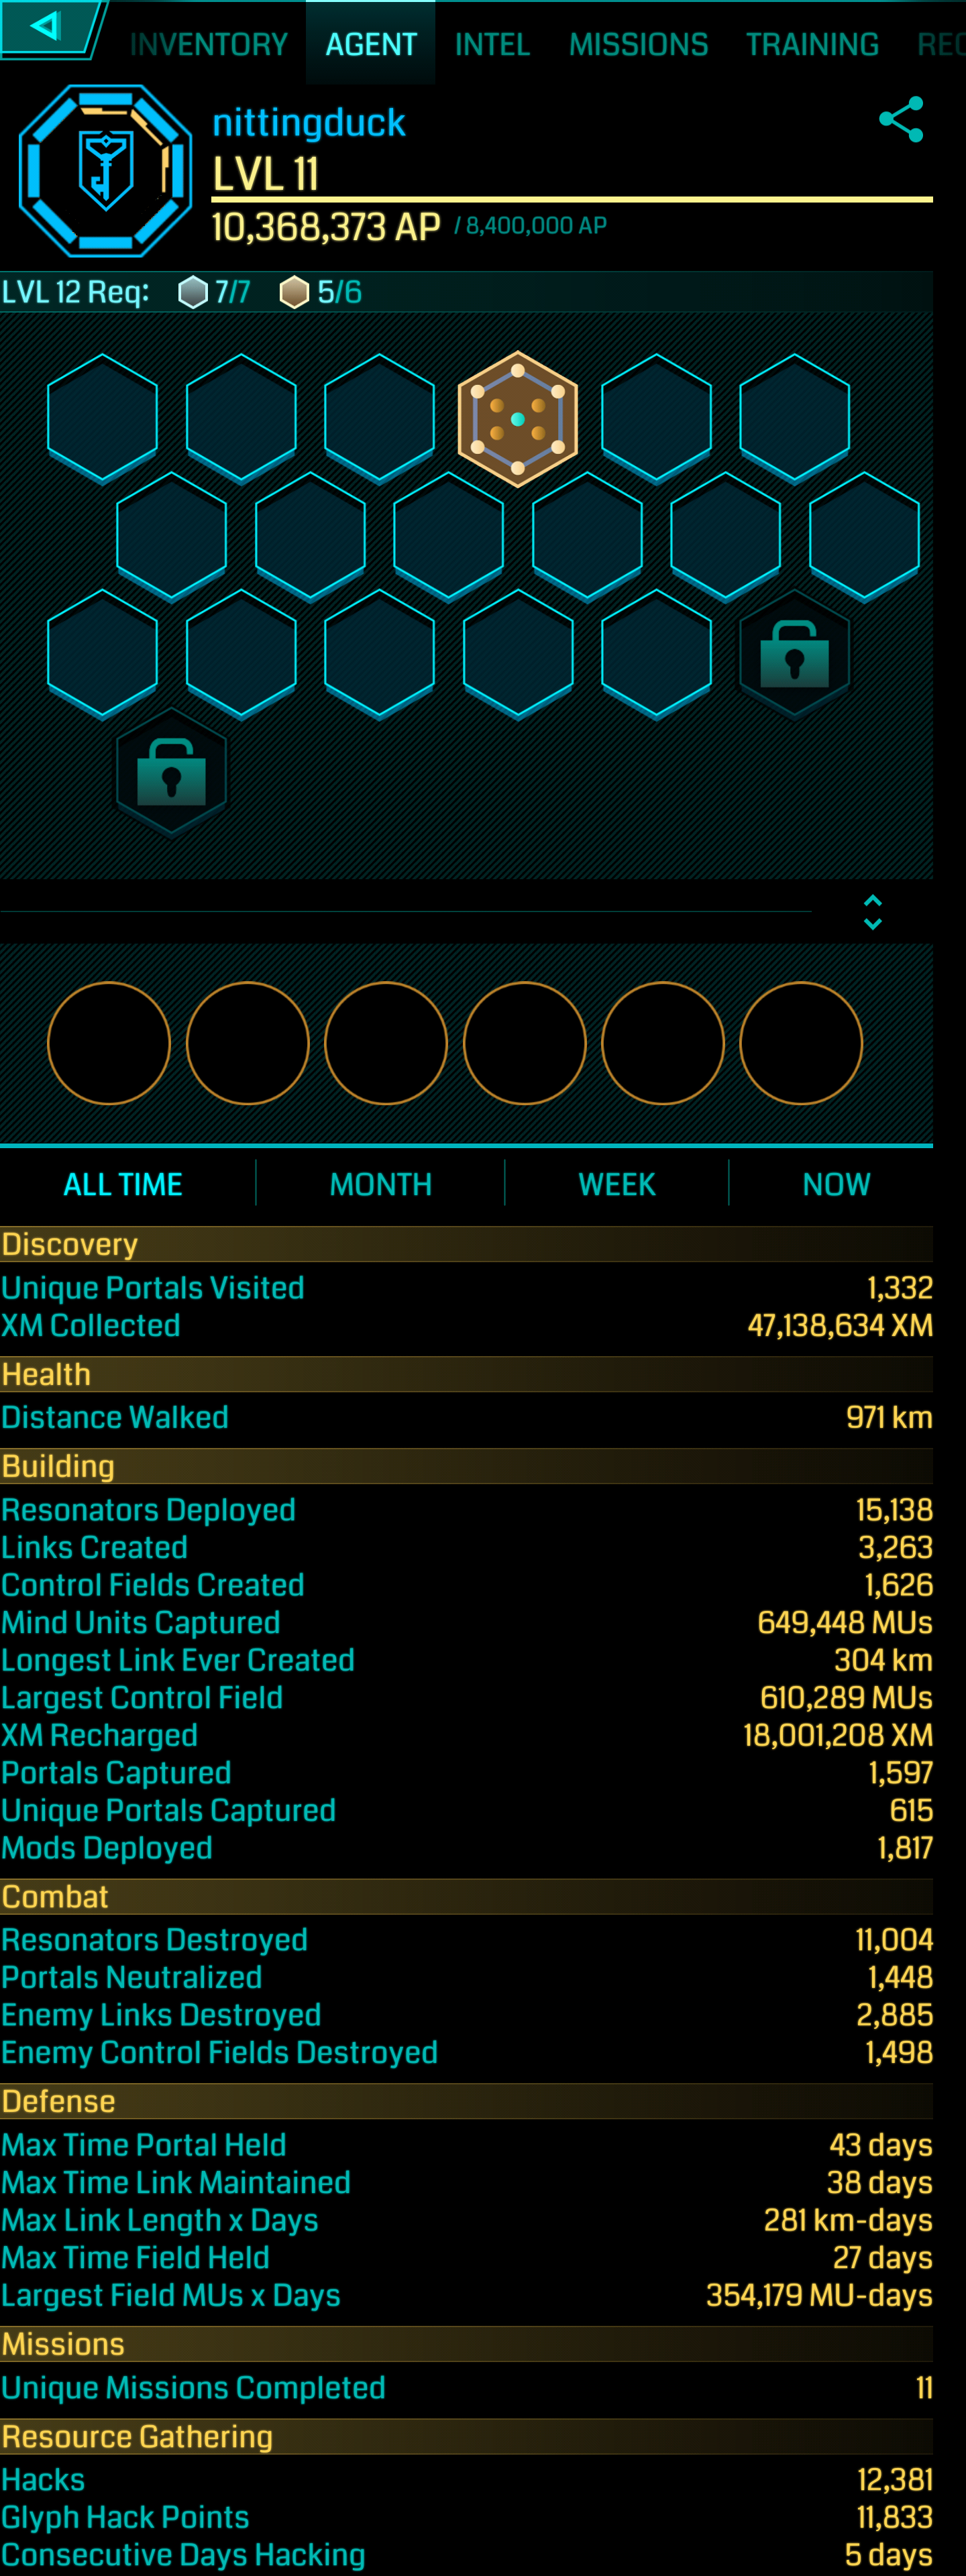 INVENTORY AGENT INTEL MISSIONS TRAINING REC
nittingduck
LVL 11
10,368,373 AP / 8,400,000 AP
LVL 12 Req: 7/7 5/6
ALL TIME MONTH WEEK NOW
Discovery
Unique Portals Visited 1,332
XM Collected 47,138,634 XM
Health
Distance Walked 971 km
Building
Resonators Deployed 15,138
Links Created 3,263
Control Fields Created 1,626
Mind Units Captured 649,448 MUs
Longest Link Ever Created 304 km
Largest Control Field 610,289 MUs
XM Recharged 18,001,208 XM
Portals Captured 1,597
Unique Portals Captured 615
Mods Deployed 1,817
Combat
Resonators Destroyed 11,004
Portals Neutralized 1,448
Enemy Links Destroyed 2,885
Enemy Control Fields Destroyed 1,498
Defense
Max Time Portal Held 43 days
Max Time Link Maintained 38 days
Max Link Length x Days 281 km-days
Max Time Field Held 27 days
Largest Field MUs x Days 354,179 MU-days
Missions
Unique Missions Completed 11
Resource Gathering
Hacks 12,381
Glyph Hack Points 11,833
Consecutive Days Hacking 5 days